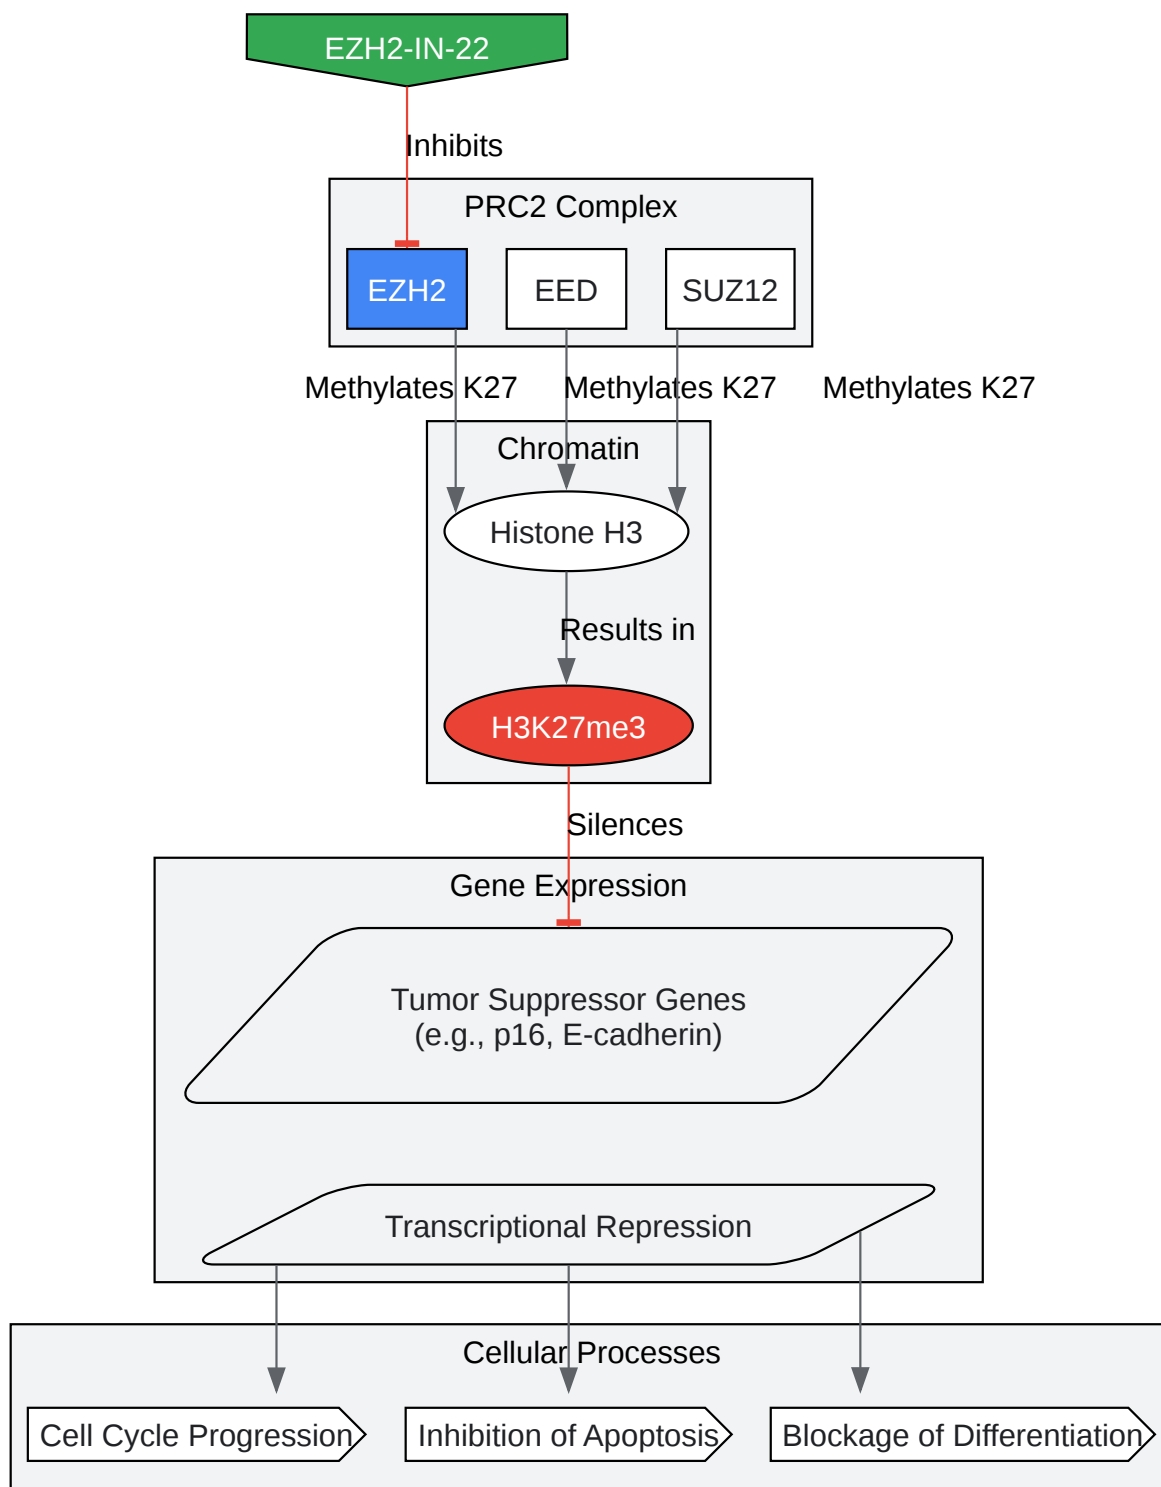 EZH2-IN-22
Inhibits
PRC2 Complex
EZH2
EED
SUZ12
Methylates K27
Methylates K27
Methylates K27
Chromatin
Histone H3
Results in
H3K27me3
Silences
Gene Expression
Tumor Suppressor Genes
(e.g., p16, E-cadherin)
Transcriptional Repression
Cellular Processes
Cell Cycle Progression
Inhibition of Apoptosis
Blockage of Differentiation